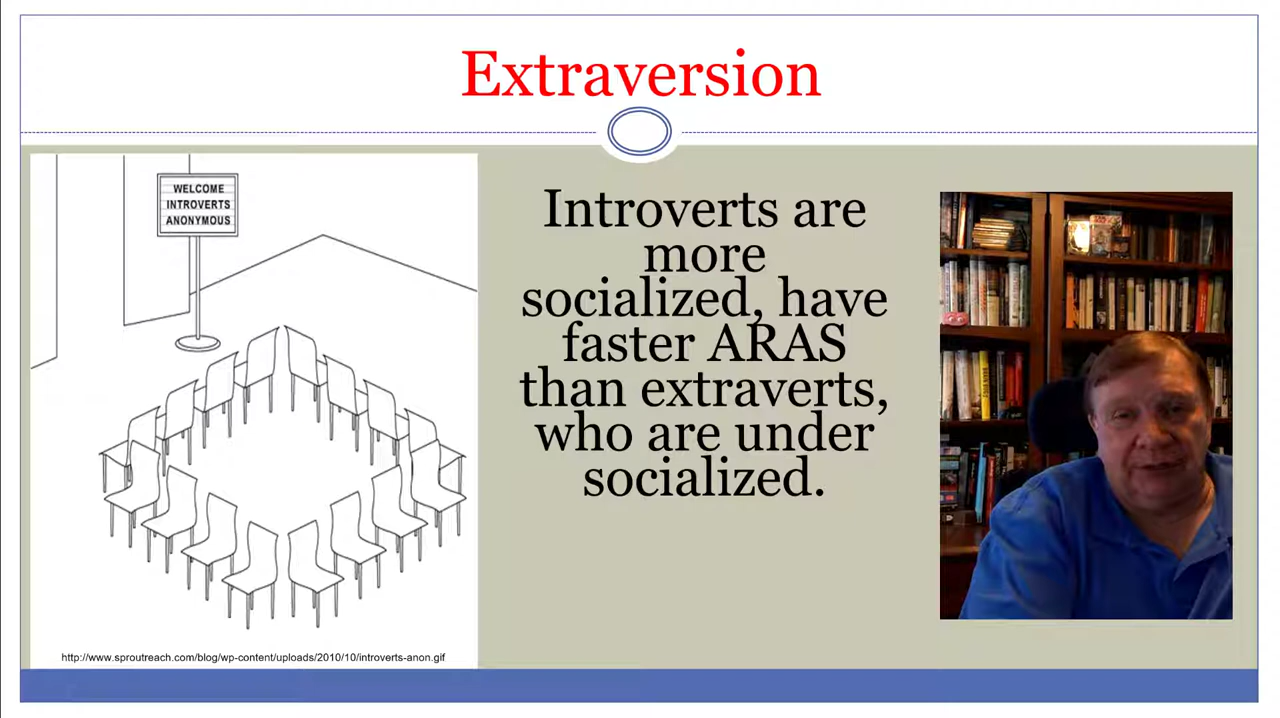 Extraversion
WELCOME
INTROVERTS
ANONYMOUS
Introverts are
more
socialized, have
faster ARAS
than extraverts,
who are under
socialized.
http://www.sproutreach.com/blog/wp-content/uploads/2010/10/introverts-anon.gif